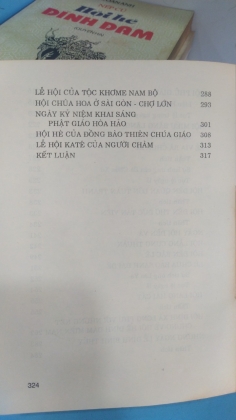 Hội hè
ĐÌNH ĐÁM
LỄ HỘI CỦA TỘC KHƠME NAM BỘ 288
HỘI CHÙA HOA Ở SÀI GÒN - CHỢ LỚN 293
NGÀY KỶ NIỆM KHAI SÁNG
PHẬT GIÁO HÒA HẢO 301
HỘI HÈ CỦA ĐỒNG BÀO THIÊN CHÚA GIÁO 308
LỄ HỘI KATÊ CỦA NGƯỜI CHĂM 313
KẾT LUẬN 317
324